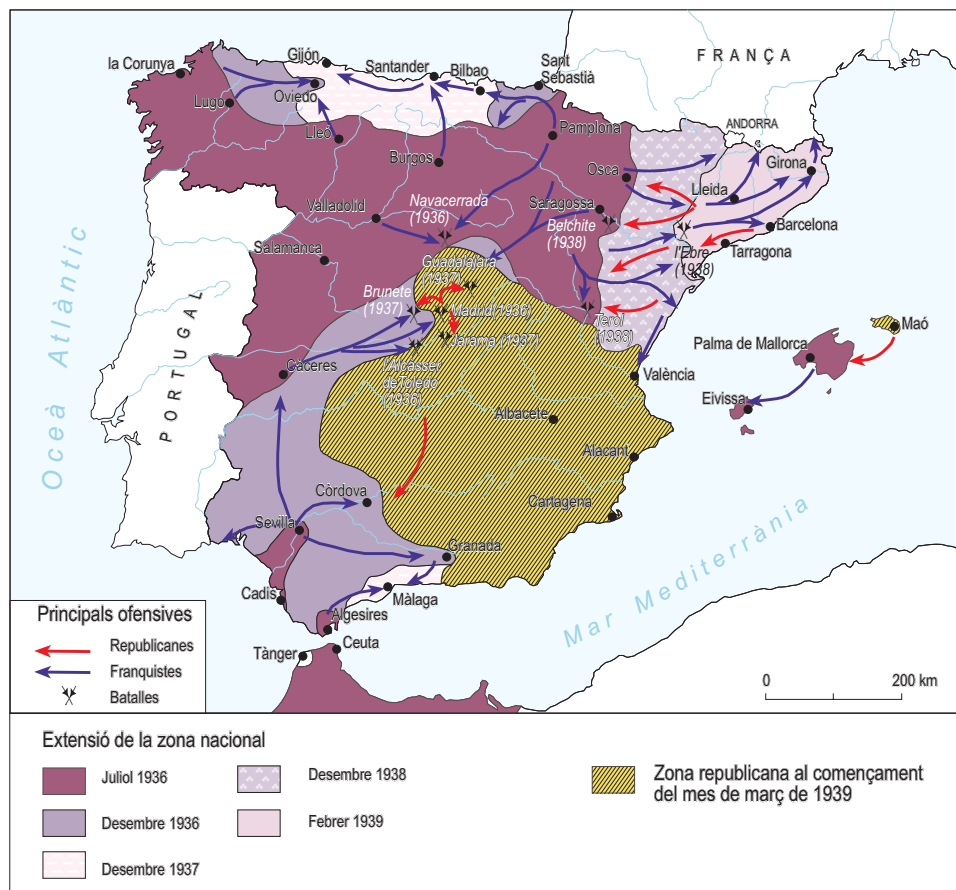 FRANÇA
la Corunya
Gijón
Santander
Bilbao
Sant
Sebastià
Oviedo
Lugo
Lleó
Burgos
Pamplona
ANDORRA
Girona
Osca
Lleida
Valladolid
Navacerrada
(1936)
Saragossa
Belchite
(1938)
Barcelona
Tarragona
l'Ebre
(1938)
Salamanca
Guadalajara
(1937)
Brunete
(1937)
Madrid (1936)
Jarama (1937)
Terol
(1938)
l'Alcàsser
de Toledo
(1936)
Càceres
València
Maó
Palma de Mallorca
Eivissa
Albacete
Alacant
Cartagena
Còrdova
Sevilla
Granada
Cadis
Màlaga
Algesires
Ceuta
Tànger
Oceà Atlàntic
PORTUGAL
Mar Mediterrània
Principals ofensives
Republicanes
Franquistes
Batalles
0 200 km
Extensió de la zona nacional
Juliol 1936
Desembre 1936
Desembre 1937
Desembre 1938
Febrer 1939
Zona republicana al començament
del mes de març de 1939